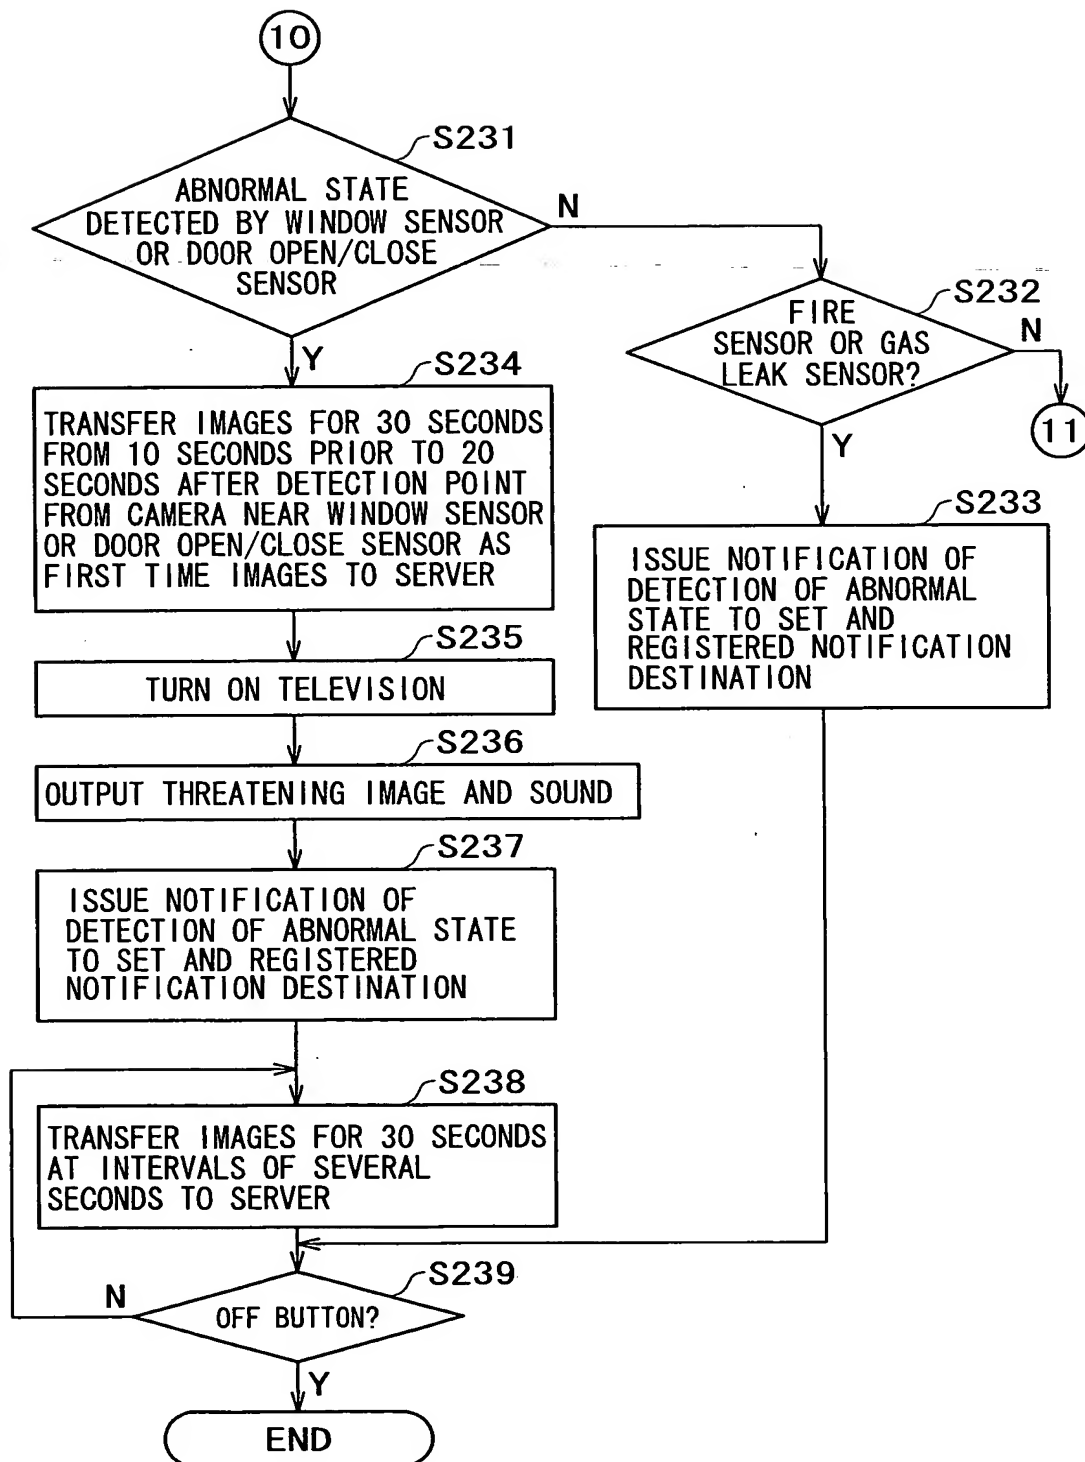 10
S231
ABNORMAL STATE
DETECTED BY WINDOW SENSOR
OR DOOR OPEN/CLOSE
SENSOR
N
Y
S232
FIRE
SENSOR OR GAS
LEAK SENSOR?
N
11
Y
S234
TRANSFER IMAGES FOR 30 SECONDS
FROM 10 SECONDS PRIOR TO 20
SECONDS AFTER DETECTION POINT
FROM CAMERA NEAR WINDOW SENSOR
OR DOOR OPEN/CLOSE SENSOR AS
FIRST TIME IMAGES TO SERVER
S233
ISSUE NOTIFICATION OF
DETECTION OF ABNORMAL
STATE TO SET AND
REGISTERED NOTIFICATION
DESTINATION
S235
TURN ON TELEVISION
S236
OUTPUT THREATENING IMAGE AND SOUND
S237
ISSUE NOTIFICATION OF
DETECTION OF ABNORMAL STATE
TO SET AND REGISTERED
NOTIFICATION DESTINATION
S238
TRANSFER IMAGES FOR 30 SECONDS
AT INTERVALS OF SEVERAL
SECONDS TO SERVER
S239
OFF BUTTON?
N
Y
END